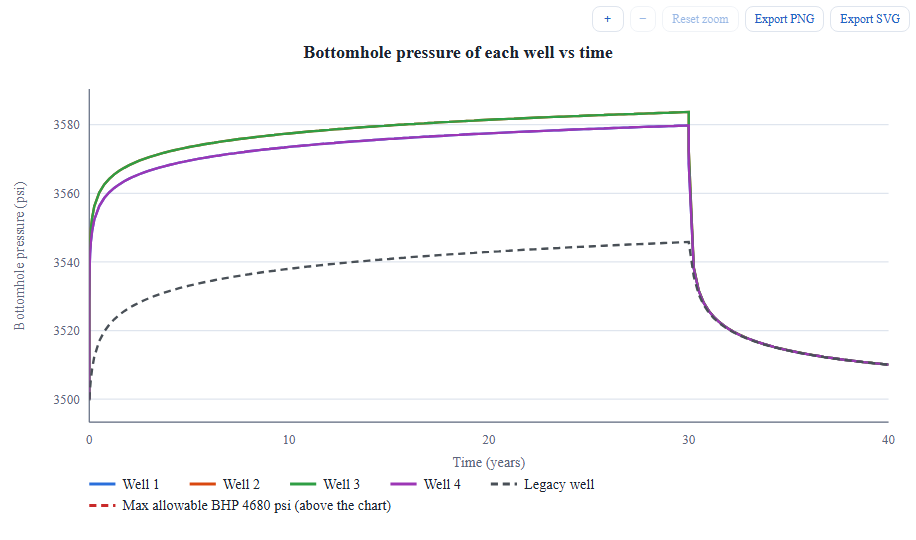 + − Reset zoom Export PNG Export SVG
Bottomhole pressure of each well vs time
Bottomhole pressure (psi)
3580
3560
3540
3520
3500
0 10 20 30 40
Time (years)
Well 1 Well 2 Well 3 Well 4 Legacy well
Max allowable BHP 4680 psi (above the chart)